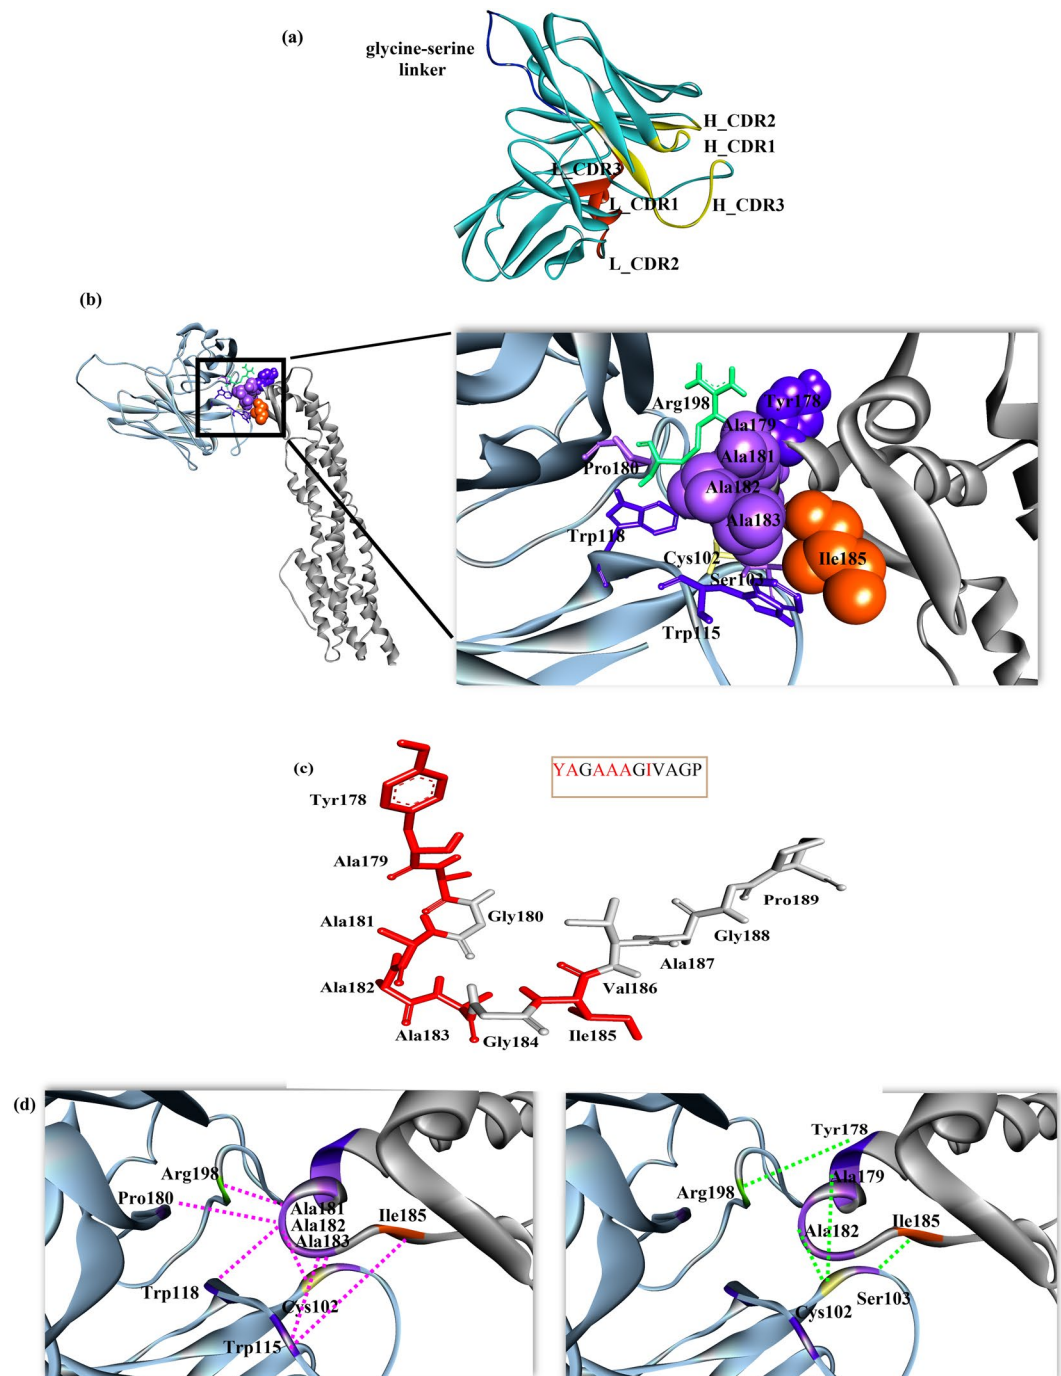 (a)
glycine-serine
linker
H_CDR2
H_CDR1
L_CDR3
L_CDR1
H_CDR3
L_CDR2
(b)
Arg198
Tyr178
Ala179
Ala181
Pro180
Ala182
Ala183
Trp118
Cys102
Ile185
Ser103
Trp115
(c)
YAGAAAGIVAGP
Tyr178
Ala179
Pro189
Ala181
Gly180
Gly188
Ala187
Ala182
Val186
Ala183
Gly184
Ile185
(d)
Arg198
Pro180
Ala181
Ala182
Ala183
Ile185
Trp118
Cys102
Trp115
Tyr178
Ala179
Arg198
Ala182
Ile185
Cys102
Ser103